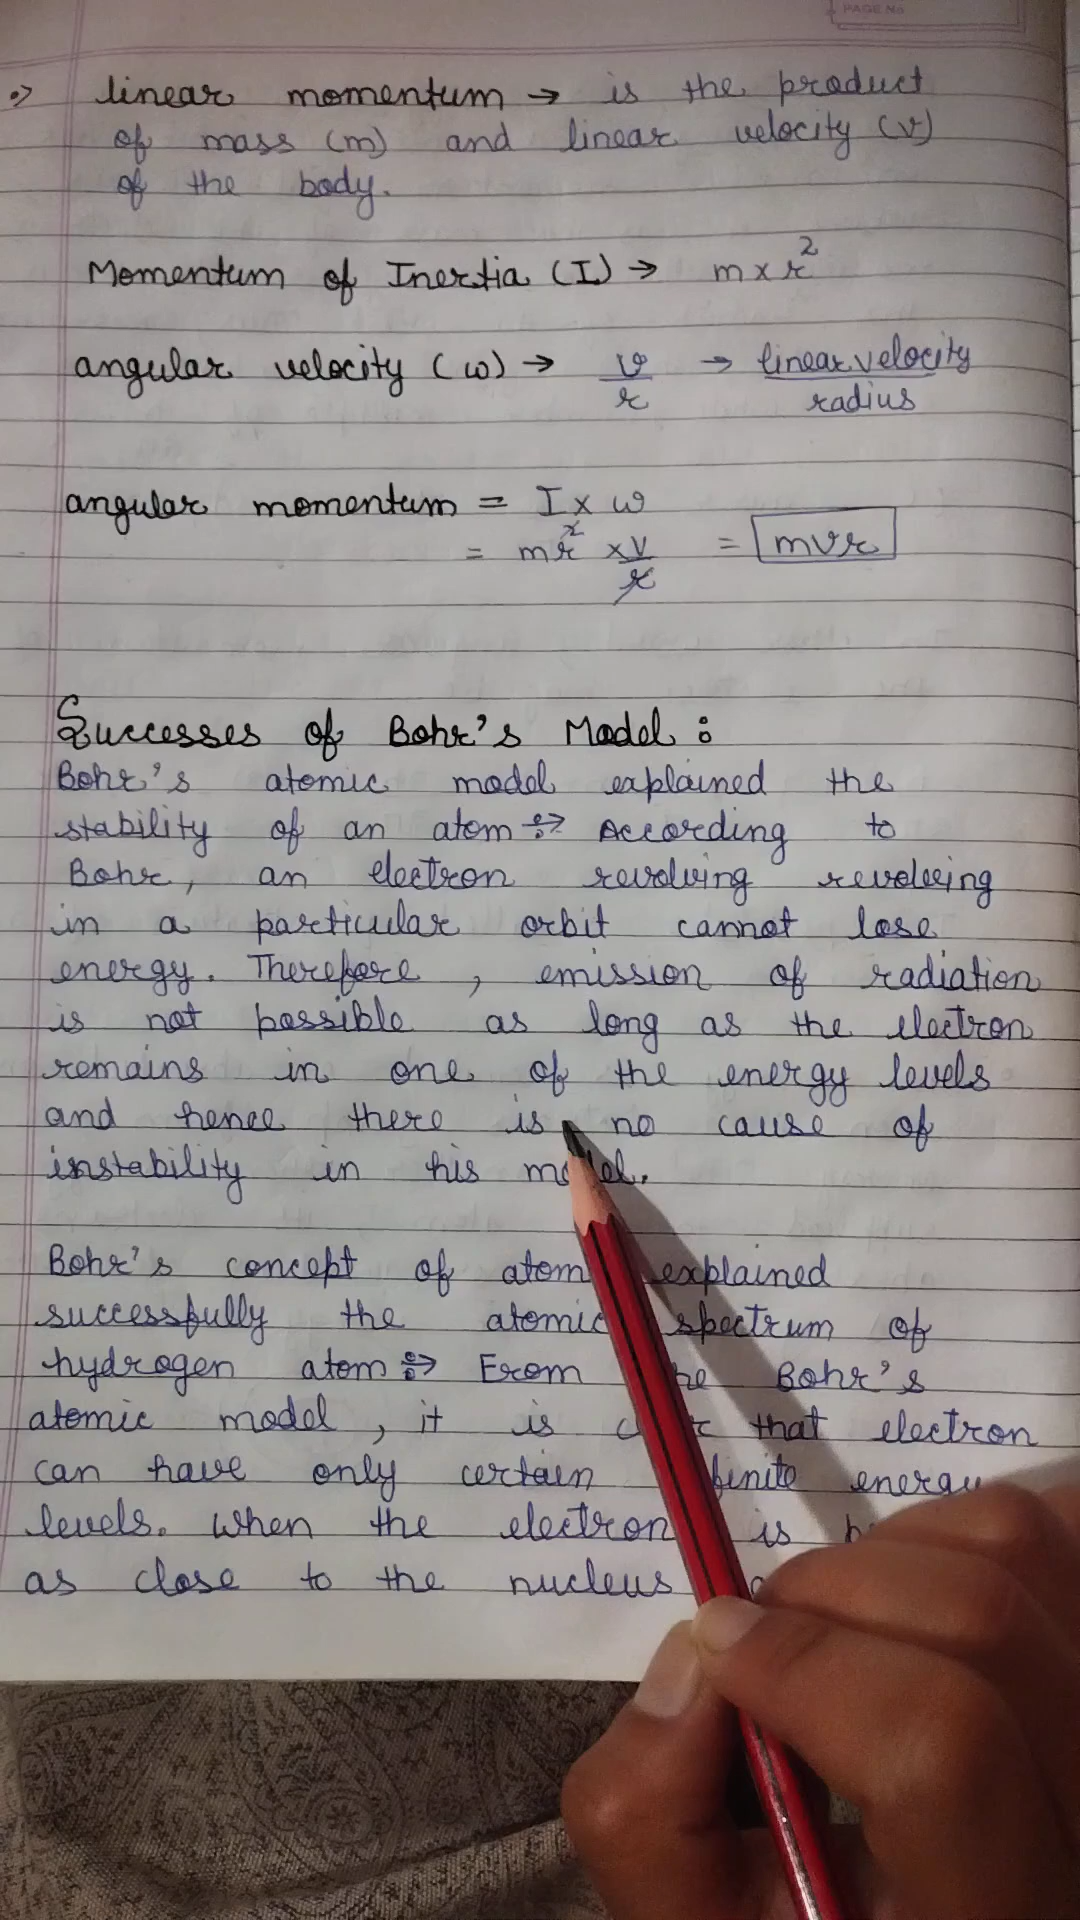 PAGE No
•> linear momentum → is the product
of mass (m) and linear velocity (v)
of the body.
Momentum of Inertia (I) → m x r²
angular velocity (ω) → v/r → linear velocity/radius
angular momentum = I x ω
= mr² x v/r = mvr
Successes of Bohr's Model :
Bohr's atomic model explained the
stability of an atom :→ According to
Bohr, an electron revolving revolving
in a particular orbit cannot lose
energy. Therefore, emission of radiation
is not possible as long as the electron
remains in one of the energy levels
and hence there is no cause of
instability in his model.
Bohr's concept of atom explained
successfully the atomic spectrum of
hydrogen atom :→ From Bohr's
atomic model, it is that electron
can have only certain energy
levels. When the electron is
as close to the nucleus